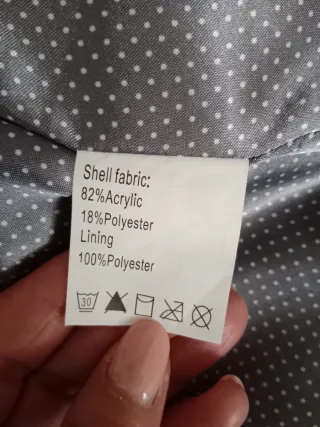 Shell fabric:
82%Acrylic
18%Polyester
Lining
100%Polyester
30